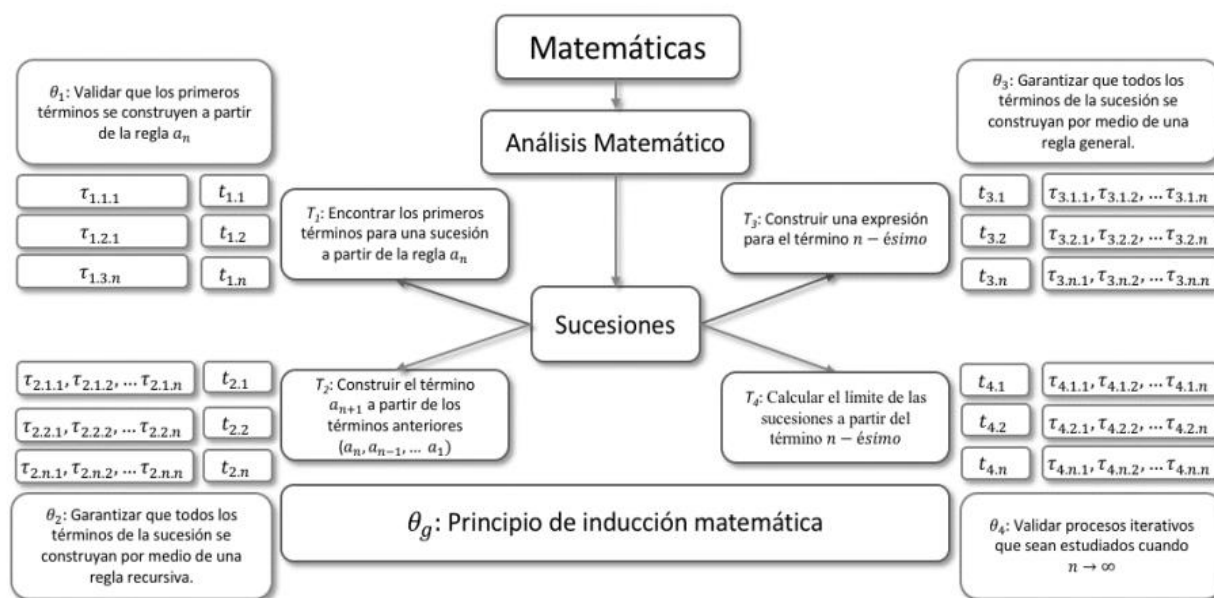 Matemáticas
Análisis Matemático
Sucesiones
θ₁: Validar que los primeros
términos se construyen a partir
de la regla aₙ
τ₁.₁.₁
t₁.₁
τ₁.₂.₁
t₁.₂
τ₁.₃.ₙ
t₁.ₙ
T₁: Encontrar los primeros
términos para una sucesión
a partir de la regla aₙ
θ₃: Garantizar que todos los
términos de la sucesión se
construyan por medio de una
regla general.
T₃: Construir una expresión
para el término n − ésimo
t₃.₁
τ₃.₁.₁, τ₃.₁.₂, … τ₃.₁.ₙ
t₃.₂
τ₃.₂.₁, τ₃.₂.₂, … τ₃.₂.ₙ
t₃.ₙ
τ₃.ₙ.₁, τ₃.ₙ.₂, … τ₃.ₙ.ₙ
τ₂.₁.₁, τ₂.₁.₂, … τ₂.₁.ₙ
t₂.₁
τ₂.₂.₁, τ₂.₂.₂, … τ₂.₂.ₙ
t₂.₂
τ₂.ₙ.₁, τ₂.ₙ.₂, … τ₂.ₙ.ₙ
t₂.ₙ
T₂: Construir el término
aₙ₊₁ a partir de los
términos anteriores
(aₙ, aₙ₋₁, … a₁)
θ₂: Garantizar que todos los
términos de la sucesión se
construyan por medio de una
regla recursiva.
T₄: Calcular el límite de las
sucesiones a partir del
término n − ésimo
t₄.₁
τ₄.₁.₁, τ₄.₁.₂, … τ₄.₁.ₙ
t₄.₂
τ₄.₂.₁, τ₄.₂.₂, … τ₄.₂.ₙ
t₄.ₙ
τ₄.ₙ.₁, τ₄.ₙ.₂, … τ₄.ₙ.ₙ
θ₄: Validar procesos iterativos
que sean estudiados cuando
n → ∞
θg: Principio de inducción matemática